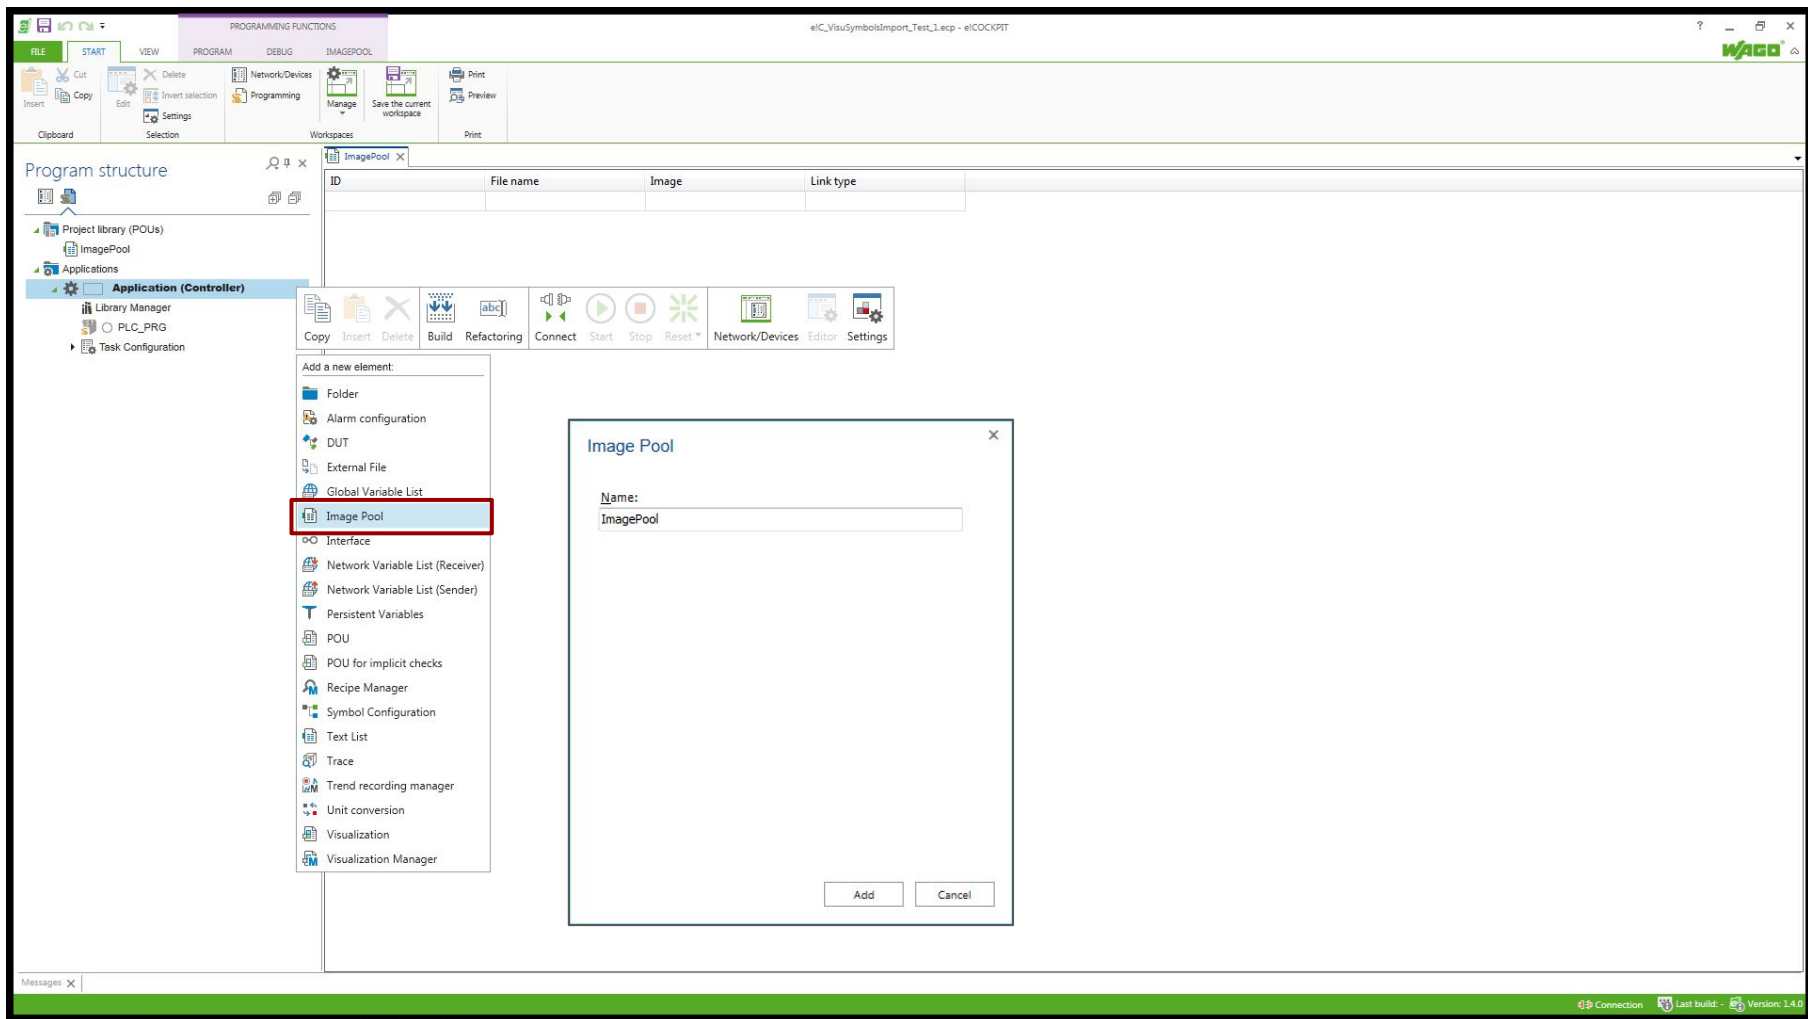 PROGRAMMING FUNCTIONS
e!C_VisuSymbolsImport_Test_1.ecp - e!COCKPIT
?
FILE START VIEW PROGRAM DEBUG IMAGEPOOL
WAGO
Cut Delete Network/Devices Print
Insert Copy Edit Invert selection Programming Manage Save the current workspace Preview
Settings
Clipboard Selection Workspaces Print
Program structure
ImagePool
ID File name Image Link type
Project library (POUs)
ImagePool
Applications
Application (Controller)
Library Manager
PLC_PRG
Task Configuration
abc
Copy Insert Delete Build Refactoring Connect Start Stop Reset Network/Devices Editor Settings
Add a new element:
Folder
Alarm configuration
DUT
External File
Global Variable List
Image Pool
Interface
Network Variable List (Receiver)
Network Variable List (Sender)
Persistent Variables
POU
POU for implicit checks
Recipe Manager
Symbol Configuration
Text List
Trace
Trend recording manager
Unit conversion
Visualization
Visualization Manager
Image Pool
Name:
ImagePool
Add Cancel
Messages
Connection Last build: - Version: 1.4.0